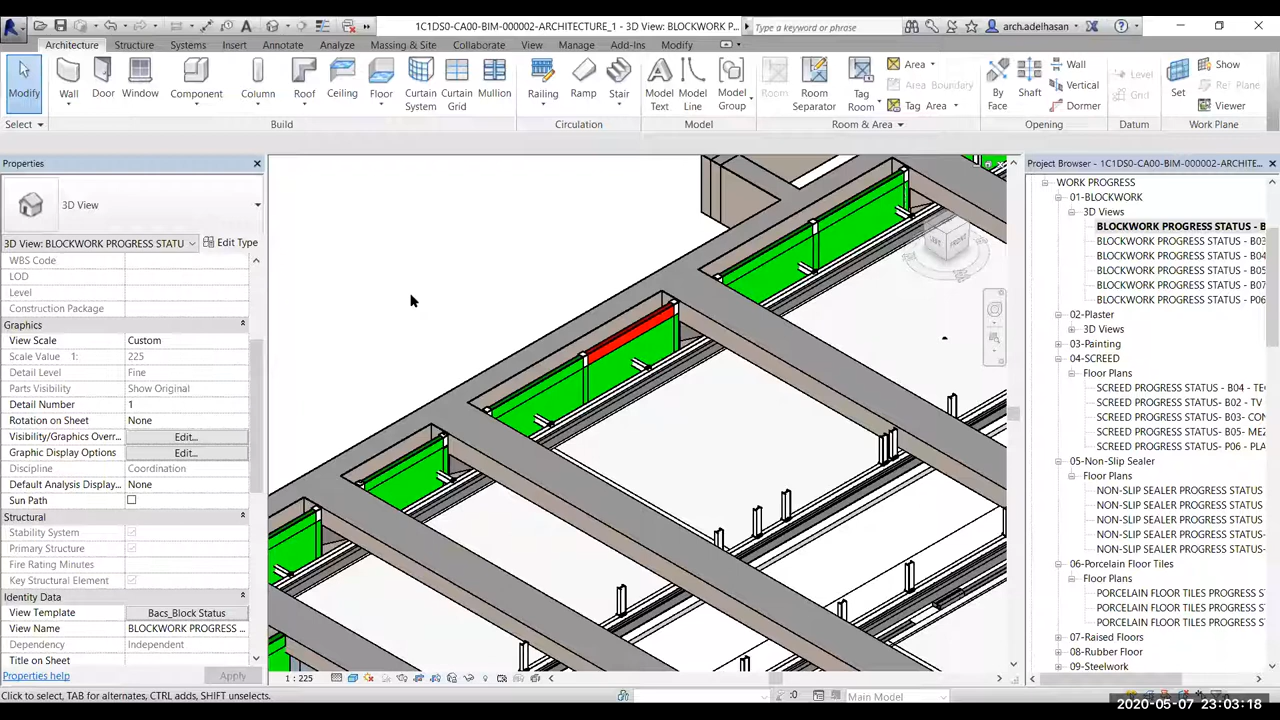 1C1DS0-CA00-BIM-000002-ARCHITECTURE_1 - 3D View: BLOCKWORK P...
Type a keyword or phrase
arch.adelhasan
Architecture Structure Systems Insert Annotate Analyze Massing & Site Collaborate View Manage Add-Ins Modify
Modify Wall Door Window Component Column Roof Ceiling Floor Curtain System Curtain Grid Mullion Railing Ramp Stair Model Text Model Line Model Group Room Room Separator Tag Room
Area Area Boundary Tag Area
By Face Shaft Wall Vertical Dormer
Level Grid
Set Show Ref Plane Viewer
Select Build Circulation Model Room & Area Opening Datum Work Plane
Properties
3D View
3D View: BLOCKWORK PROGRESS STATU Edit Type
WBS Code
LOD
Level
Construction Package
Graphics
View Scale Custom
Scale Value 1: 225
Detail Level Fine
Parts Visibility Show Original
Detail Number 1
Rotation on Sheet None
Visibility/Graphics Overr... Edit...
Graphic Display Options Edit...
Discipline Coordination
Default Analysis Display... None
Sun Path
Structural
Stability System
Primary Structure
Fire Rating Minutes
Key Structural Element
Identity Data
View Template Bacs_Block Status
View Name BLOCKWORK PROGRESS ...
Dependency Independent
Title on Sheet
Properties help Apply
1 : 225
Project Browser - 1C1DS0-CA00-BIM-000002-ARCHITE...
WORK PROGRESS
01-BLOCKWORK
3D Views
BLOCKWORK PROGRESS STATUS - B
BLOCKWORK PROGRESS STATUS - B03
BLOCKWORK PROGRESS STATUS - B04
BLOCKWORK PROGRESS STATUS - B05
BLOCKWORK PROGRESS STATUS - B07
BLOCKWORK PROGRESS STATUS - P06
02-Plaster
3D Views
03-Painting
04-SCREED
Floor Plans
SCREED PROGRESS STATUS- B04 - TE
SCREED PROGRESS STATUS - B02 - TV
SCREED PROGRESS STATUS - B03- CON
SCREED PROGRESS STATUS - B05- MEZ
SCREED PROGRESS STATUS - P06 - PLA
05-Non-Slip Sealer
Floor Plans
NON-SLIP SEALER PROGRESS STATUS
NON-SLIP SEALER PROGRESS STATUS-
NON-SLIP SEALER PROGRESS STATUS-
NON-SLIP SEALER PROGRESS STATUS-
NON-SLIP SEALER PROGRESS STATUS-
06-Porcelain Floor Tiles
Floor Plans
PORCELAIN FLOOR TILES PROGRESS S
PORCELAIN FLOOR TILES PROGRESS S
PORCELAIN FLOOR TILES PROGRESS S
07-Raised Floors
08-Rubber Floor
09-Steelwork
Click to select, TAB for alternates, CTRL adds, SHIFT unselects.
:0
Main Model
2020-05-07 23:03:18